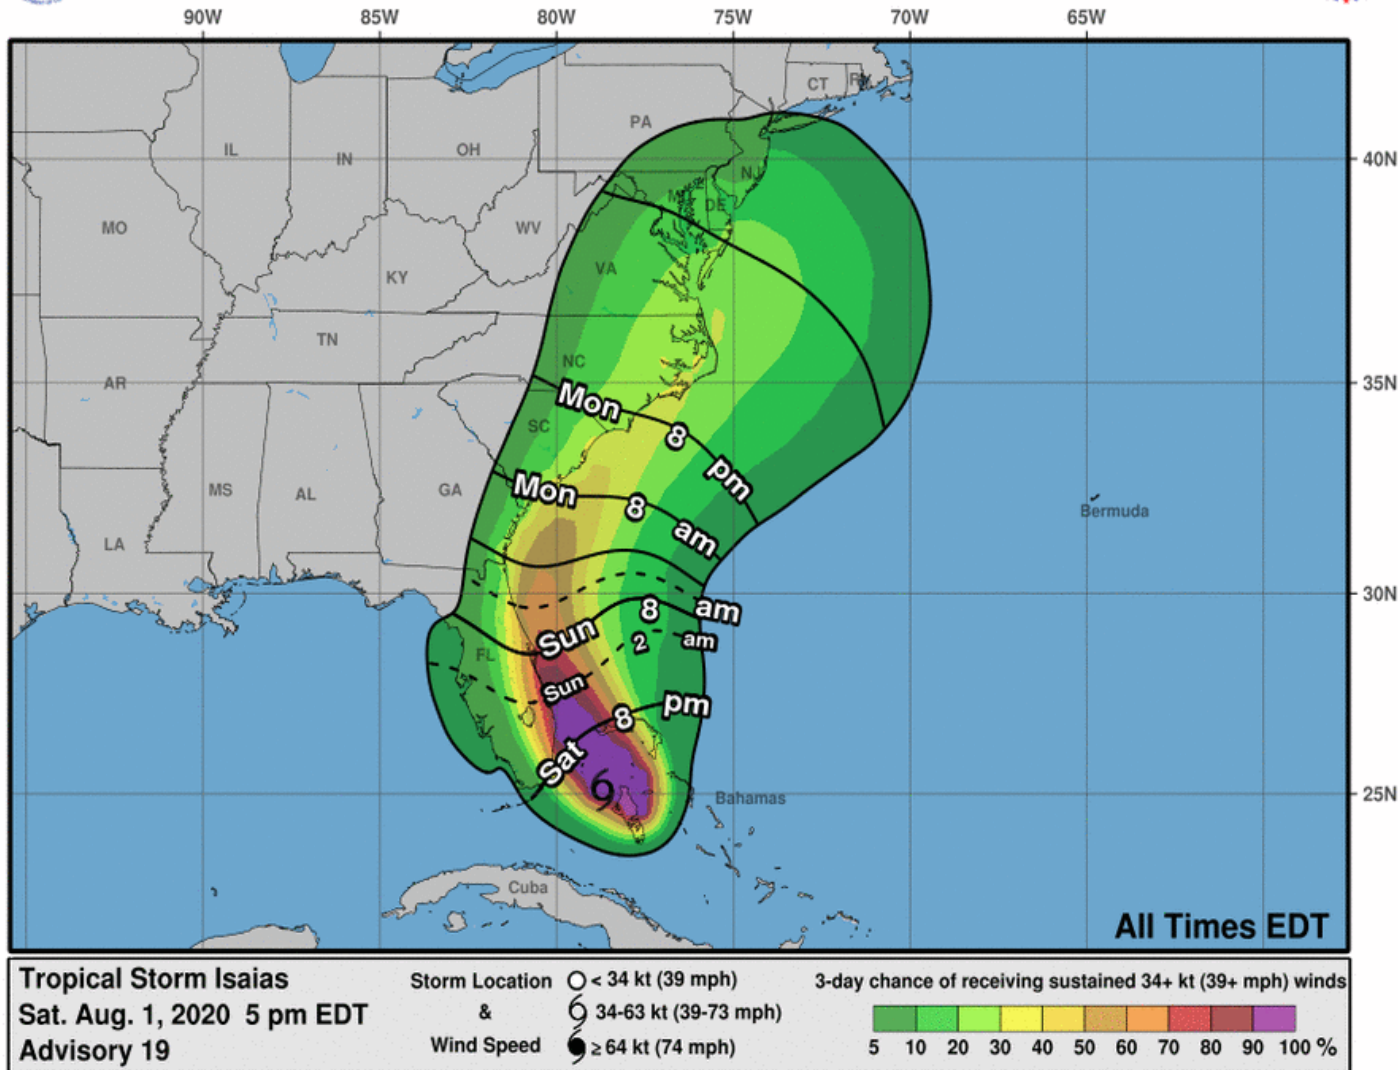 90W 85W 80W 75W 70W 65W
CT RI
PA
40N
IL IN OH
NJ
MO WV DE
KY VA
TN
NC
AR 35N
Mon 8 pm
SC
MS AL GA
Mon 8 am
Bermuda
LA
30N
Sun 8 am
FL
Sun 2 am
Sat 8 pm
Bahamas 25N
Cuba
All Times EDT
Tropical Storm Isaias
Sat. Aug. 1, 2020 5 pm EDT
Advisory 19
Storm Location
&
Wind Speed
< 34 kt (39 mph)
34-63 kt (39-73 mph)
≥ 64 kt (74 mph)
3-day chance of receiving sustained 34+ kt (39+ mph) winds
5 10 20 30 40 50 60 70 80 90 100 %